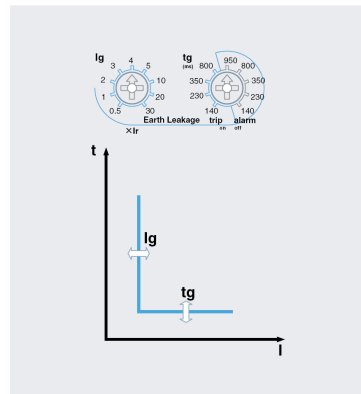 Ig
3 4 5
2 10
1 20
0.5 30
×Ir
tg
(ms)
800 950 800
350 350
230 230
140 140
Earth Leakage trip alarm
on off
t
Ig
tg
I